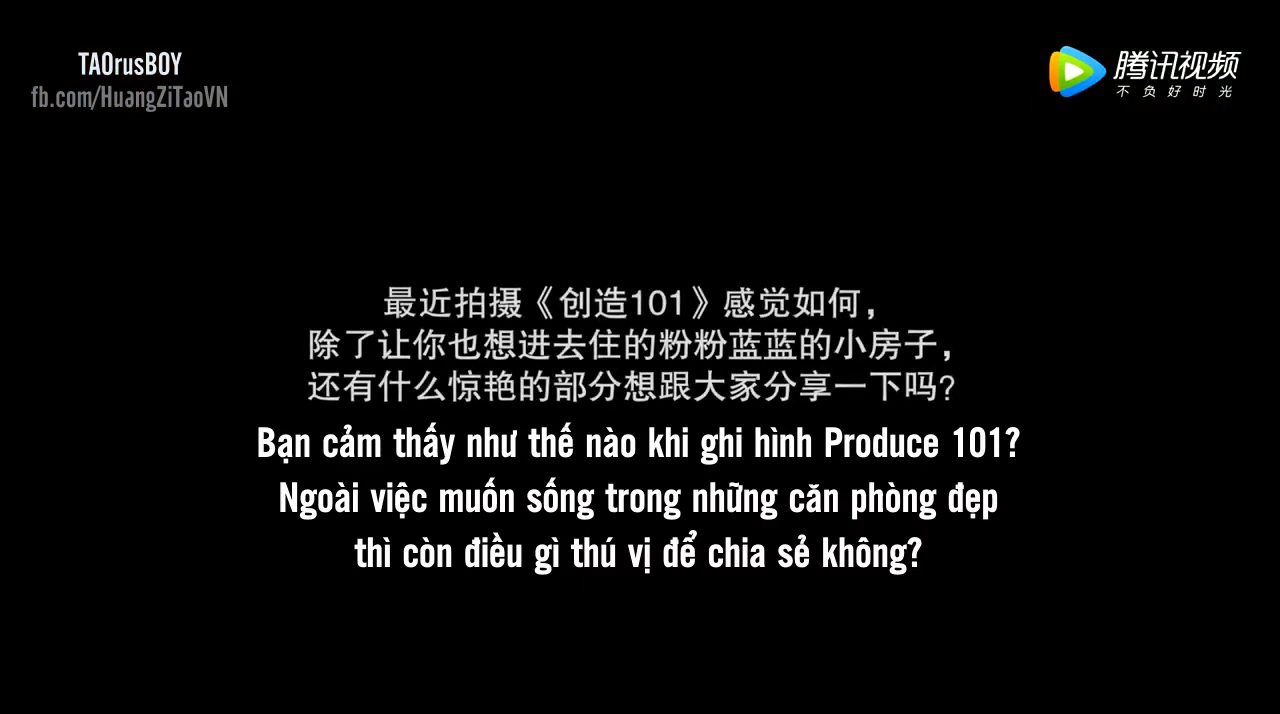 TAOrusBOY
fb.com/HuangZiTaoVN
腾讯视频
不负好时光
最近拍摄《创造101》感觉如何，
除了让你也想进去住的粉粉蓝蓝的小房子，
还有什么惊艳的部分想跟大家分享一下吗?
Bạn cảm thấy như thế nào khi ghi hình Produce 101?
Ngoài việc muốn sống trong những căn phòng đẹp
thì còn điều gì thú vị để chia sẻ không?